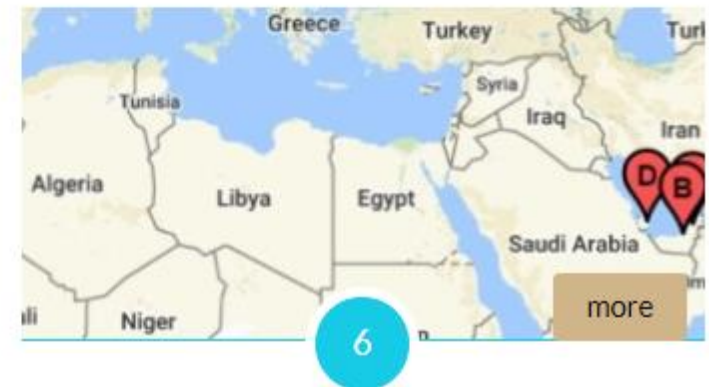 Greece
Turkey
Turk
Tunisia
Syria
Iraq
Iran
Algeria
Libya
Egypt
D
B
Saudi Arabia
more
Niger
6